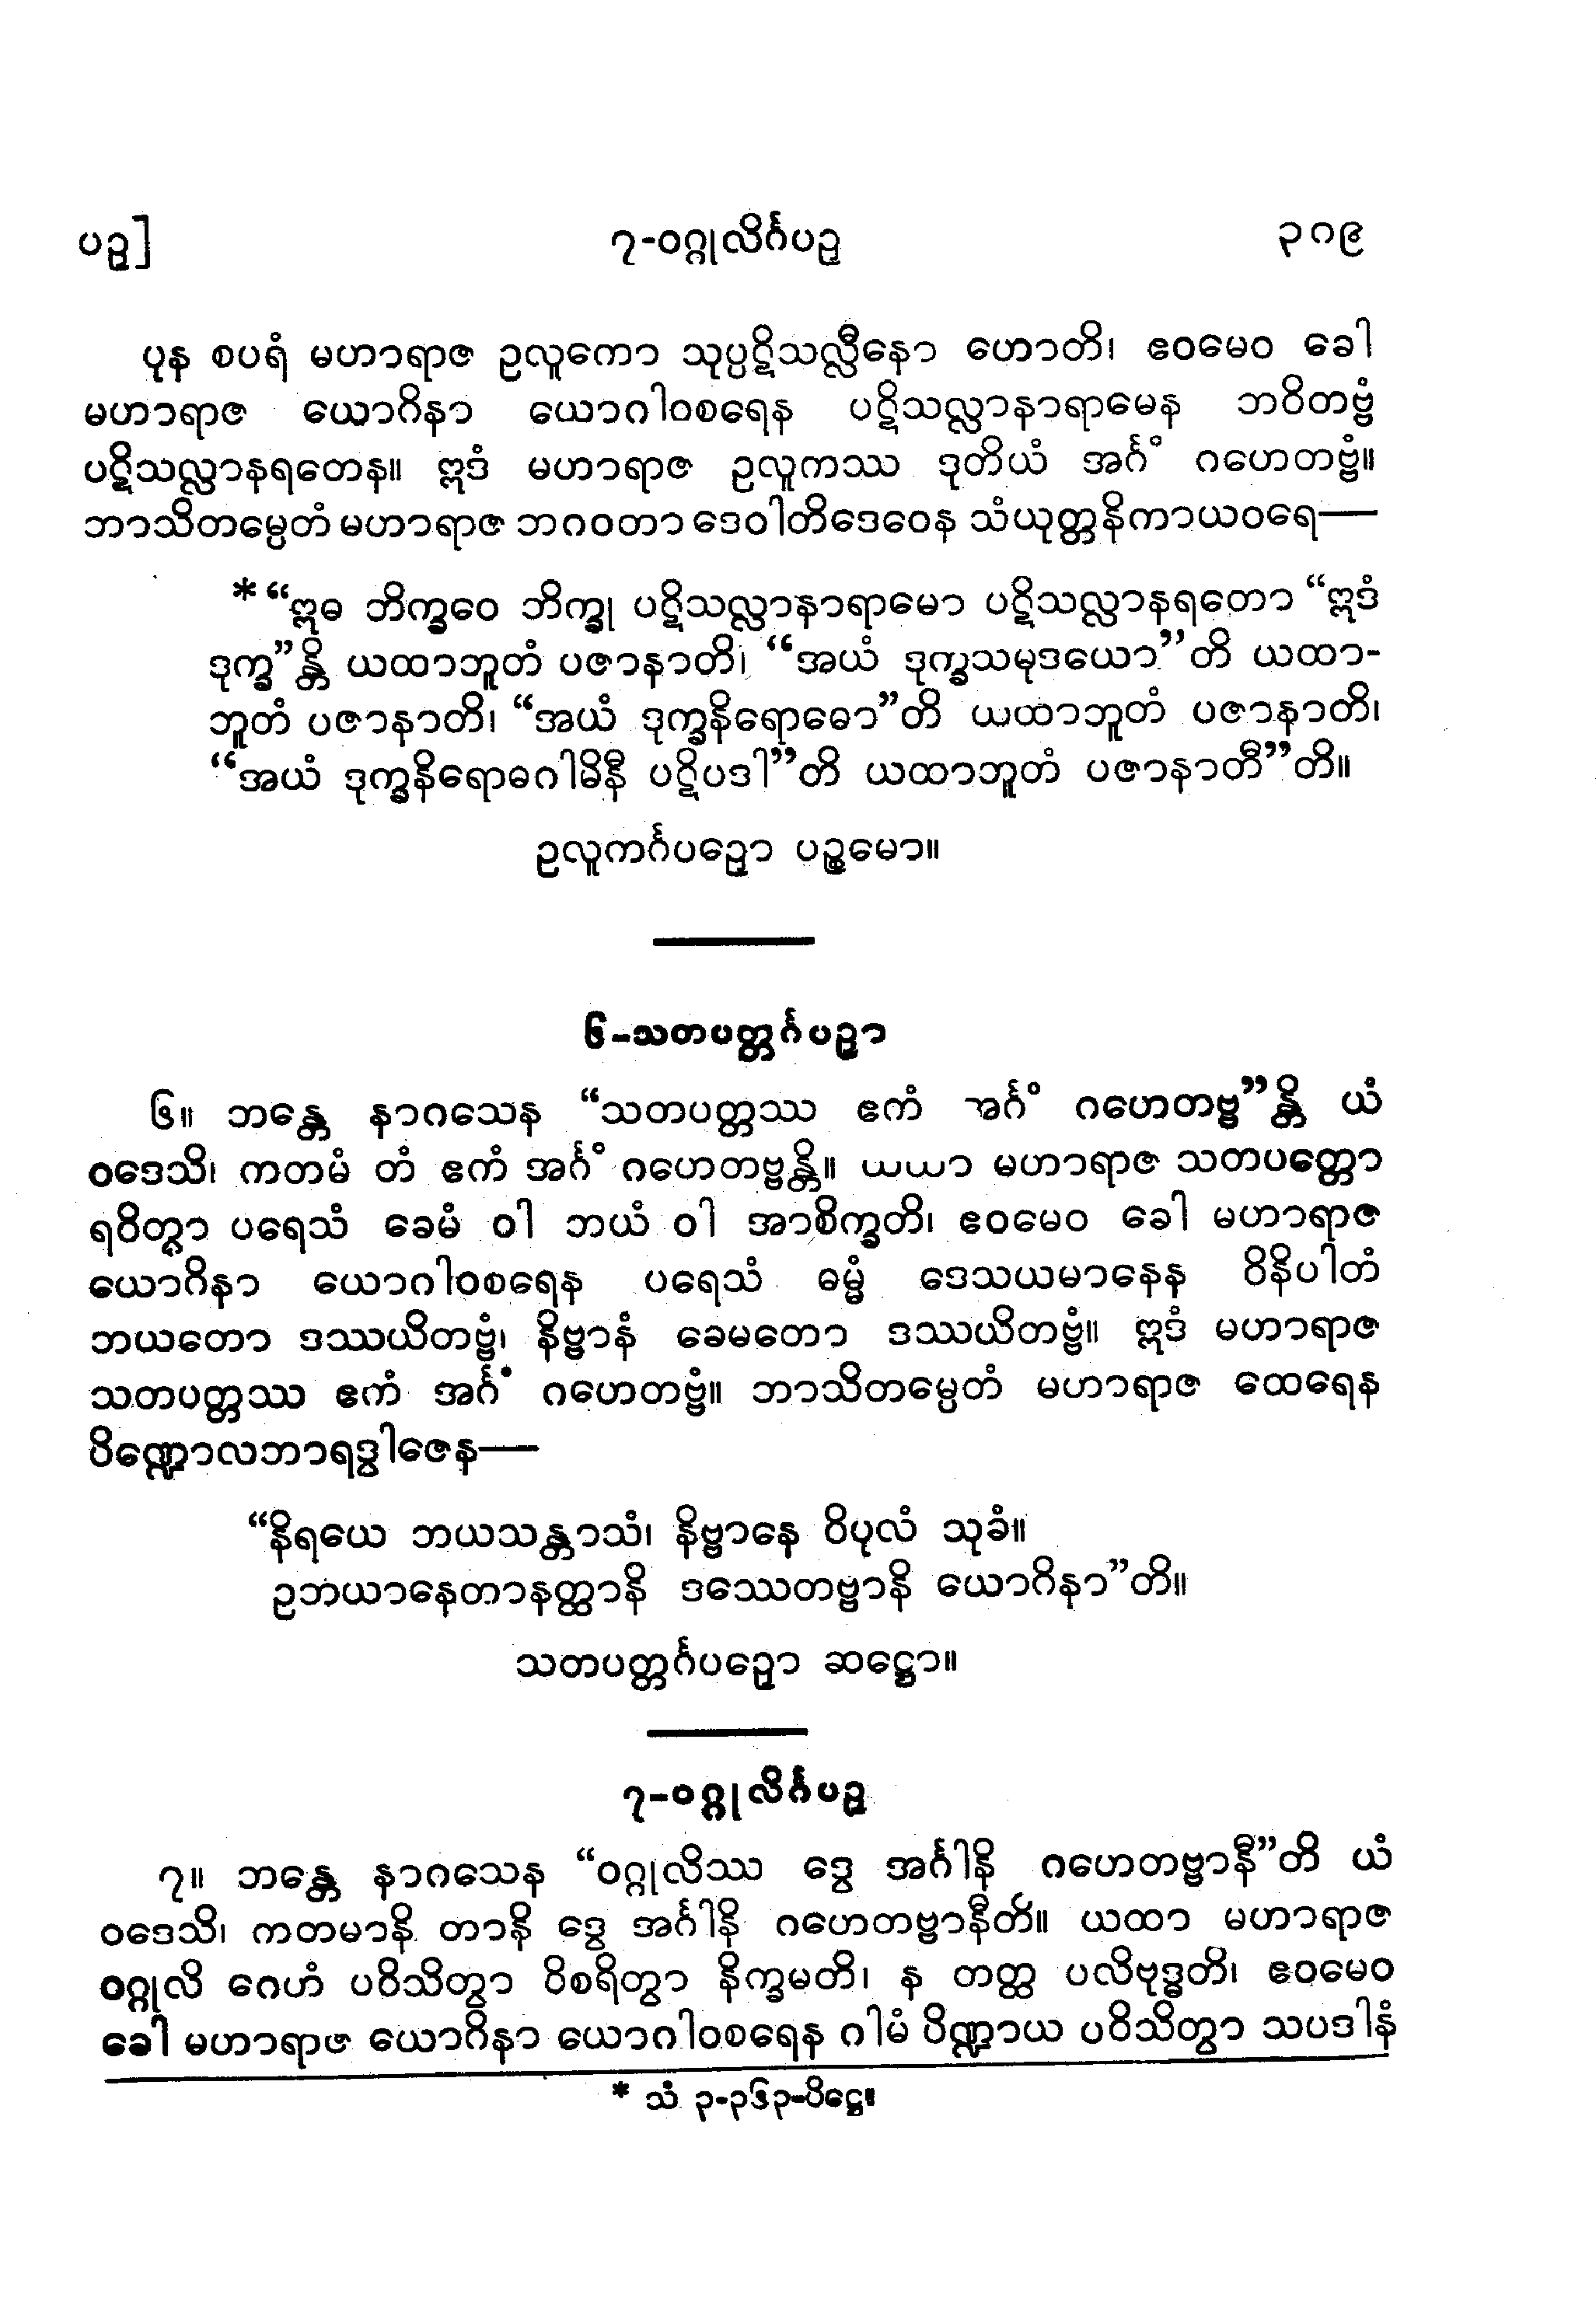 ပဉှ] ၇-ဝဂ္ဂုလိင်္ဂပဉှ ၃ဂ၉
ပုန စပရံ မဟာရာဇ ဥလူကော သုပ္ပဋိသလ္လီနော ဟောတိ၊ ဧဝမေဝ ခေါ
မဟာရာဇ ယောဂိနာ ယောဂါဝစရေန ပဋိသလ္လာနာရာမေန ဘဝိတဗ္ဗံ
ပဋိသလ္လာနရတေန။ ဣဒံ မဟာရာဇ ဥလူကဿ ဒုတိယံ အင်္ဂံ ဂဟေတဗ္ဗံ။
ဘာသိတမ္ပေတံ မဟာရာဇ ဘဂဝတာ ဒေဝါတိဒေဝေန သံယုတ္တနိကာယဝရေ—
* “ဣဓ ဘိက္ခဝေ ဘိက္ခု ပဋိသလ္လာနာရာမော ပဋိသလ္လာနရတော “ဣဒံ
ဒုက္ခ”န္တိ ယထာဘူတံ ပဇာနာတိ၊ “အယံ ဒုက္ခသမုဒယော”တိ ယထာ-
ဘူတံ ပဇာနာတိ၊ “အယံ ဒုက္ခနိရောဓော”တိ ယထာဘူတံ ပဇာနာတိ၊
“အယံ ဒုက္ခနိရောဓဂါမိနီ ပဋိပဒါ”တိ ယထာဘူတံ ပဇာနာတီ”တိ။
ဥလူကင်္ဂပဉှော ပဉ္စမော။
၆-သတပတ္တင်္ဂပဉှာ
၆။ ဘန္တေ နာဂသေန “သတပတ္တဿ ဧကံ အင်္ဂံ ဂဟေတဗ္ဗ”န္တိ ယံ
ဝဒေသိ၊ ကတမံ တံ ဧကံ အင်္ဂံ ဂဟေတဗ္ဗန္တိ။ ယယာ မဟာရာဇ သတပတ္တော
ရဝိတွာ ပရေသံ ခေမံ ဝါ ဘယံ ဝါ အာစိက္ခတိ၊ ဧဝမေဝ ခေါ မဟာရာဇ
ယောဂိနာ ယောဂါဝစရေန ပရေသံ ဓမ္မံ ဒေသယမာနေန ဝိနိပါတံ
ဘယတော ဒဿယိတဗ္ဗံ၊ နိဗ္ဗာနံ ခေမတော ဒဿယိတဗ္ဗံ။ ဣဒံ မဟာရာဇ
သတပတ္တဿ ဧကံ အင်္ဂံ ဂဟေတဗ္ဗံ။ ဘာသိတမ္ပေတံ မဟာရာဇ ထေရေန
ပိဏ္ဍောလဘာရဒွါဇေန—
“နိရယေ ဘယသန္တာသံ၊ နိဗ္ဗာနေ ဝိပုလံ သုခံ။
ဥဘယာနေတာနတ္ထာနိ ဒဿေတဗ္ဗာနိ ယောဂိနာ”တိ။
သတပတ္တင်္ဂပဉှော ဆဋ္ဌော။
၇-ဝဂ္ဂုလိင်္ဂပဉှ
၇။ ဘန္တေ နာဂသေန “ဝဂ္ဂုလိဿ ဒွေ အင်္ဂါနိ ဂဟေတဗ္ဗာနီ”တိ ယံ
ဝဒေသိ၊ ကတမာနိ တာနိ ဒွေ အင်္ဂါနိ ဂဟေတဗ္ဗာနီတိ။ ယထာ မဟာရာဇ
ဝဂ္ဂုလိ ဂေဟံ ပဝိသိတွာ ဝိစရိတွာ နိက္ခမတိ၊ န တတ္ထ ပလိဗုဒ္ဓတိ၊ ဧဝမေဝ
ခေါ မဟာရာဇ ယောဂိနာ ယောဂါဝစရေန ဂါမံ ပိဏ္ဍာယ ပဝိသိတွာ သပဒါနံ
* သံ ၃-၃၆၃-ပိဋ္ဌေ။